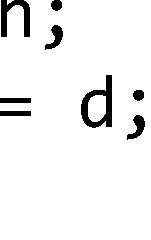 n;
= d;